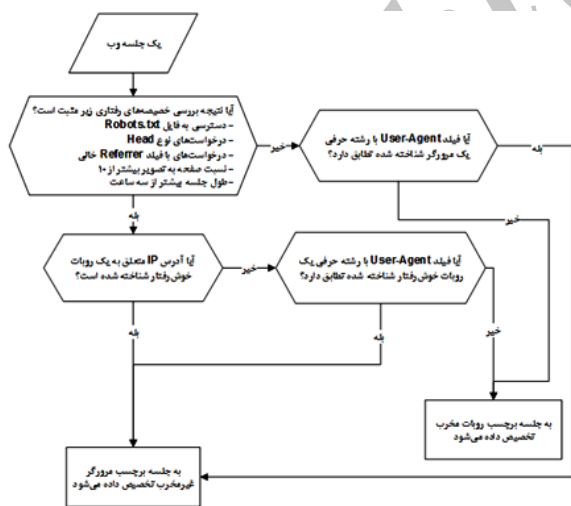 یک جلسه وب
آیا نتیجه بررسی خصیصه‌های رفتاری زیر مثبت است؟
- دسترسی به فایل Robots.txt
- درخواست‌های نوع Head
- درخواست‌های با فیلد Referrer خالی
- نسبت صفحه به تصویر بیشتر از ۱۰
- طول جلسه بیشتر از سه ساعت
خیر
آیا فیلد User-Agent با رشته حرفی
یک مرورگر شناخته شده تطابق دارد؟
بله
خیر
بله
آیا آدرس IP متعلق به یک روبات
خوش‌رفتار شناخته شده است؟
خیر
آیا فیلد User-Agent با رشته حرفی یک
روبات خوش‌رفتار شناخته شده تطابق دارد؟
خیر
بله
بله
به جلسه برچسب روبات مخرب
تخصیص داده می‌شود
به جلسه برچسب مرورگر
غیرمخرب تخصیص داده می‌شود